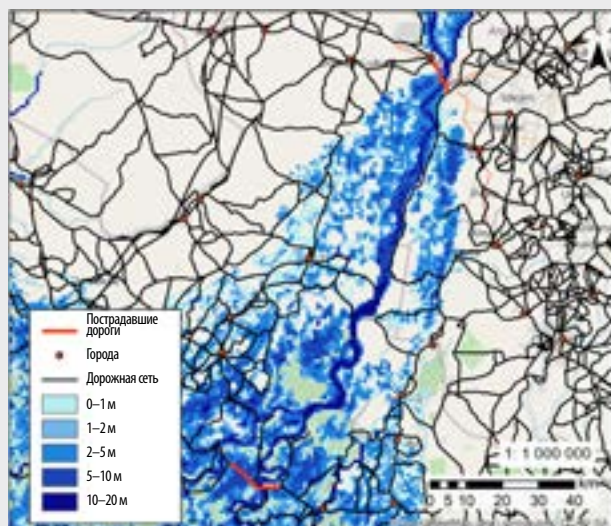 Пострадавшие
дороги
Города
Дорожная сеть
0–1 м
1–2 м
2–5 м
5–10 м
10–20 м
1: 1 000 000
0 5 10 20 30 40